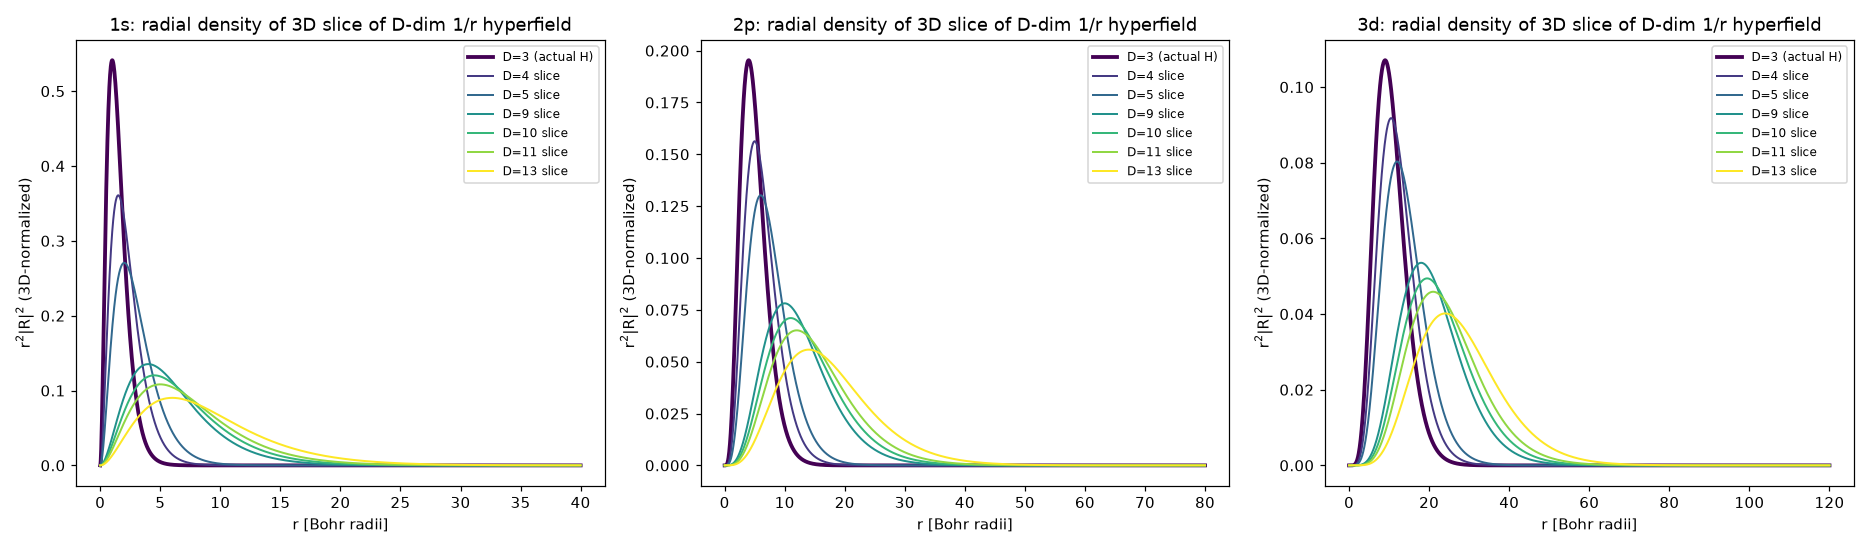 1s: radial density of 3D slice of D-dim 1/r hyperfield
r²|R|² (3D-normalized)
0.5
0.4
0.3
0.2
0.1
0.0
D=3 (actual H)
D=4 slice
D=5 slice
D=9 slice
D=10 slice
D=11 slice
D=13 slice
0 5 10 15 20 25 30 35 40
r [Bohr radii]
2p: radial density of 3D slice of D-dim 1/r hyperfield
r²|R|² (3D-normalized)
0.200
0.175
0.150
0.125
0.100
0.075
0.050
0.025
0.000
D=3 (actual H)
D=4 slice
D=5 slice
D=9 slice
D=10 slice
D=11 slice
D=13 slice
0 10 20 30 40 50 60 70 80
r [Bohr radii]
3d: radial density of 3D slice of D-dim 1/r hyperfield
r²|R|² (3D-normalized)
0.10
0.08
0.06
0.04
0.02
0.00
D=3 (actual H)
D=4 slice
D=5 slice
D=9 slice
D=10 slice
D=11 slice
D=13 slice
0 20 40 60 80 100 120
r [Bohr radii]